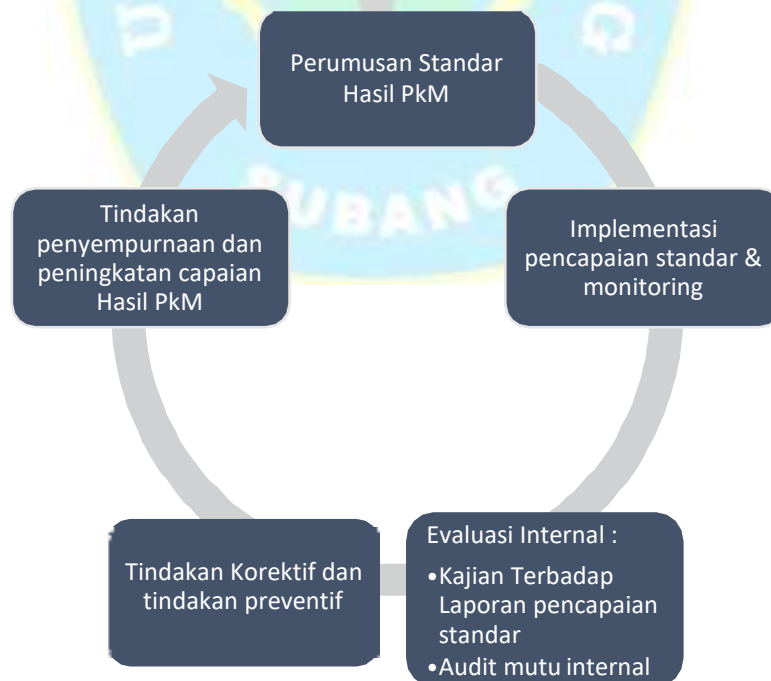 U
G
SUBANG
Perumusan Standar
Hasil PkM
Implementasi
pencapaian standar &
monitoring
Evaluasi Internal :
•Kajian Terbadap
Laporan pencapaian
standar
•Audit mutu internal
Tindakan Korektif dan
tindakan preventif
Tindakan
penyempurnaan dan
peningkatan capaian
Hasil PkM